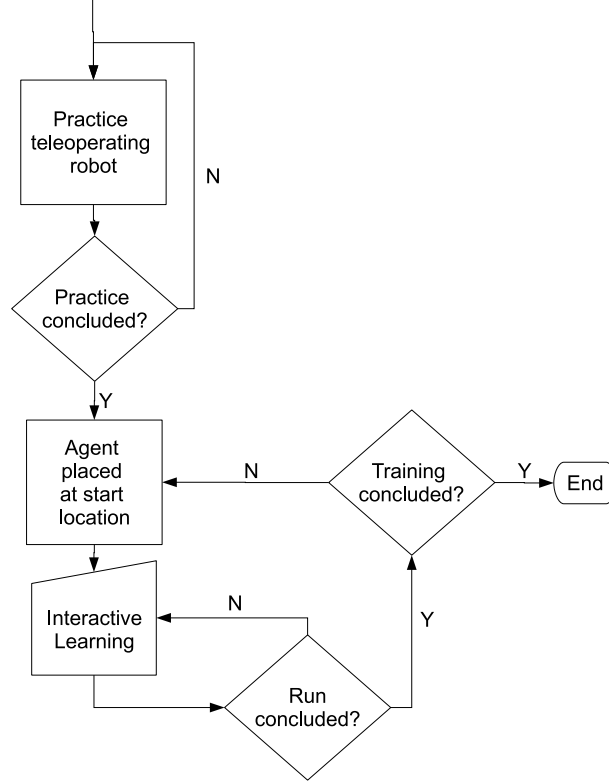 Practice
teleoperating
robot
N
Practice
concluded?
Y
Agent
placed
at start
location
N
Training
concluded?
Y
End
Interactive
Learning
N
Y
Run
concluded?